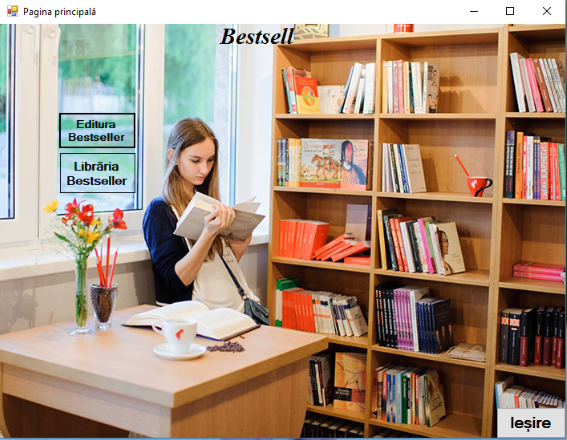 Pagina principală
Bestsell
Editura
Bestseller
Librăria
Bestseller
Ieșire